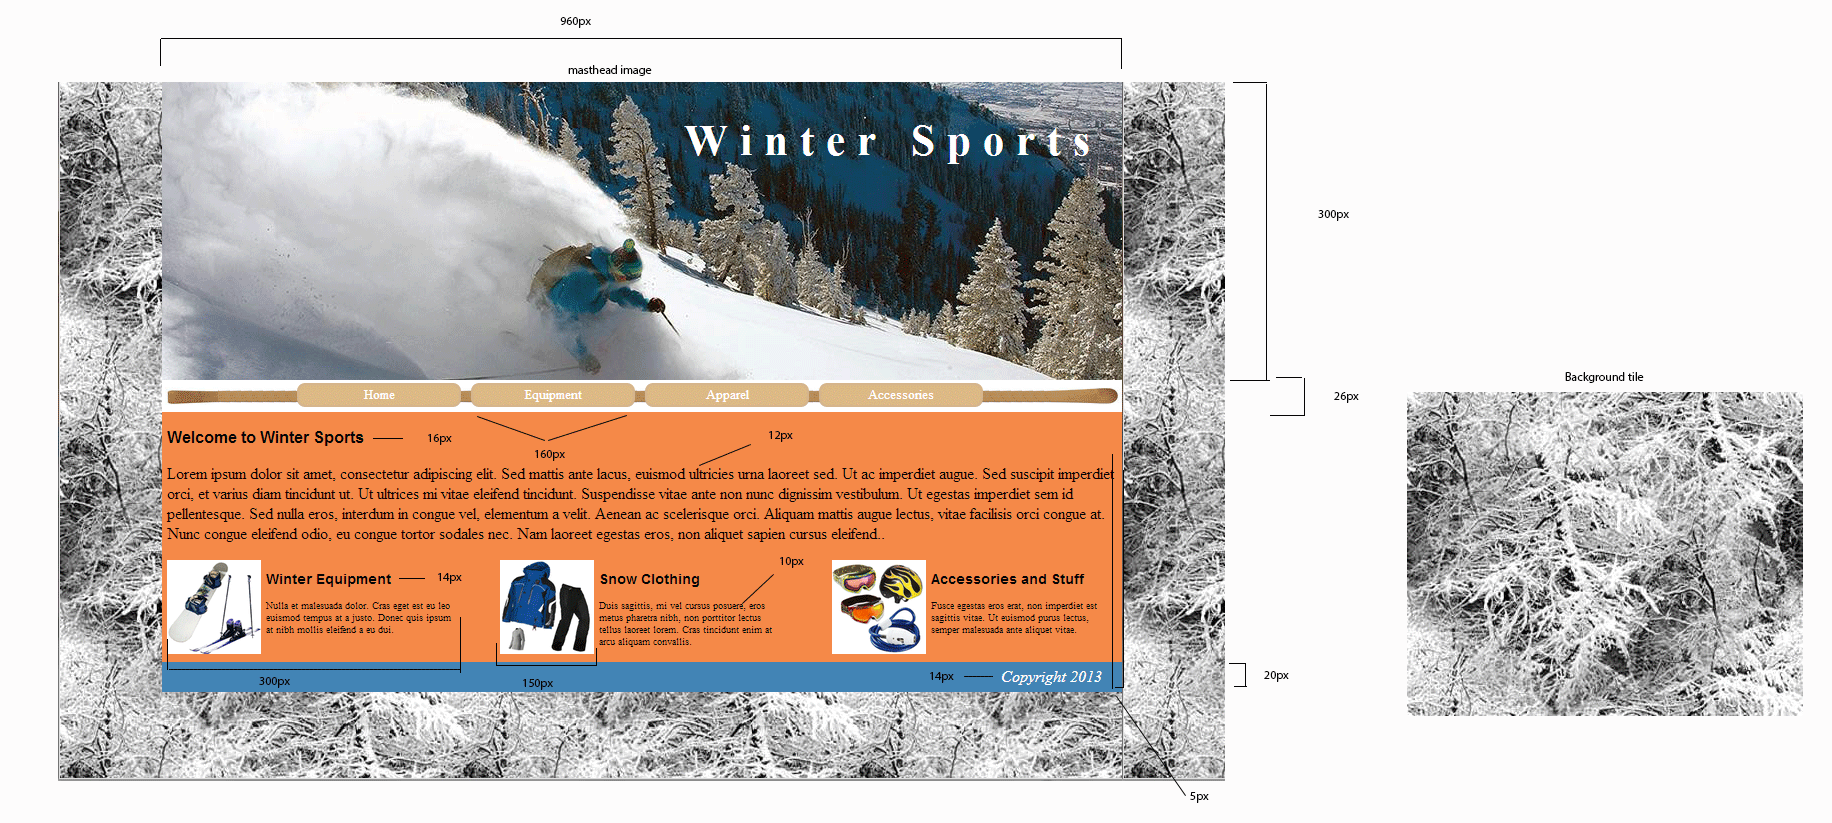 960px
masthead image
Winter Sports
300px
Home Equipment Apparel Accessories
26px
Background tile
Welcome to Winter Sports
16px
160px
12px
Lorem ipsum dolor sit amet, consectetur adipiscing elit. Sed mattis ante lacus, euismod ultricies urna laoreet sed. Ut ac imperdiet augue. Sed suscipit imperdiet
orci, et varius diam tincidunt ut. Ut ultrices mi vitae eleifend tincidunt. Suspendisse vitae ante non nunc dignissim vestibulum. Ut egestas imperdiet sem id
pellentesque. Sed nulla eros, interdum in congue vel, elementum a velit. Aenean ac scelerisque orci. Aliquam mattis augue lectus, vitae facilisis orci congue at.
Nunc congue eleifend odio, eu congue tortor sodales nec. Nam laoreet egestas eros, non aliquet sapien cursus eleifend..
10px
Winter Equipment
14px
Nulla et malesuada dolor. Cras eget est eu leo
euismod tempus at a justo. Donec quis ipsum
at nibh mollis eleifend a eu dui.
Snow Clothing
Duis sagittis, mi vel cursus posuere, eros
metus pharetra nibh, non porttitor lectus
tellus laoreet lorem. Cras tincidunt enim at
arcu aliquam convallis.
Accessories and Stuff
Fusce egestas eros erat, non imperdiet est
sagittis vitae. Ut euismod purus lectus,
semper malesuada ante aliquet vitae.
300px
150px
14px
Copyright 2013
20px
5px